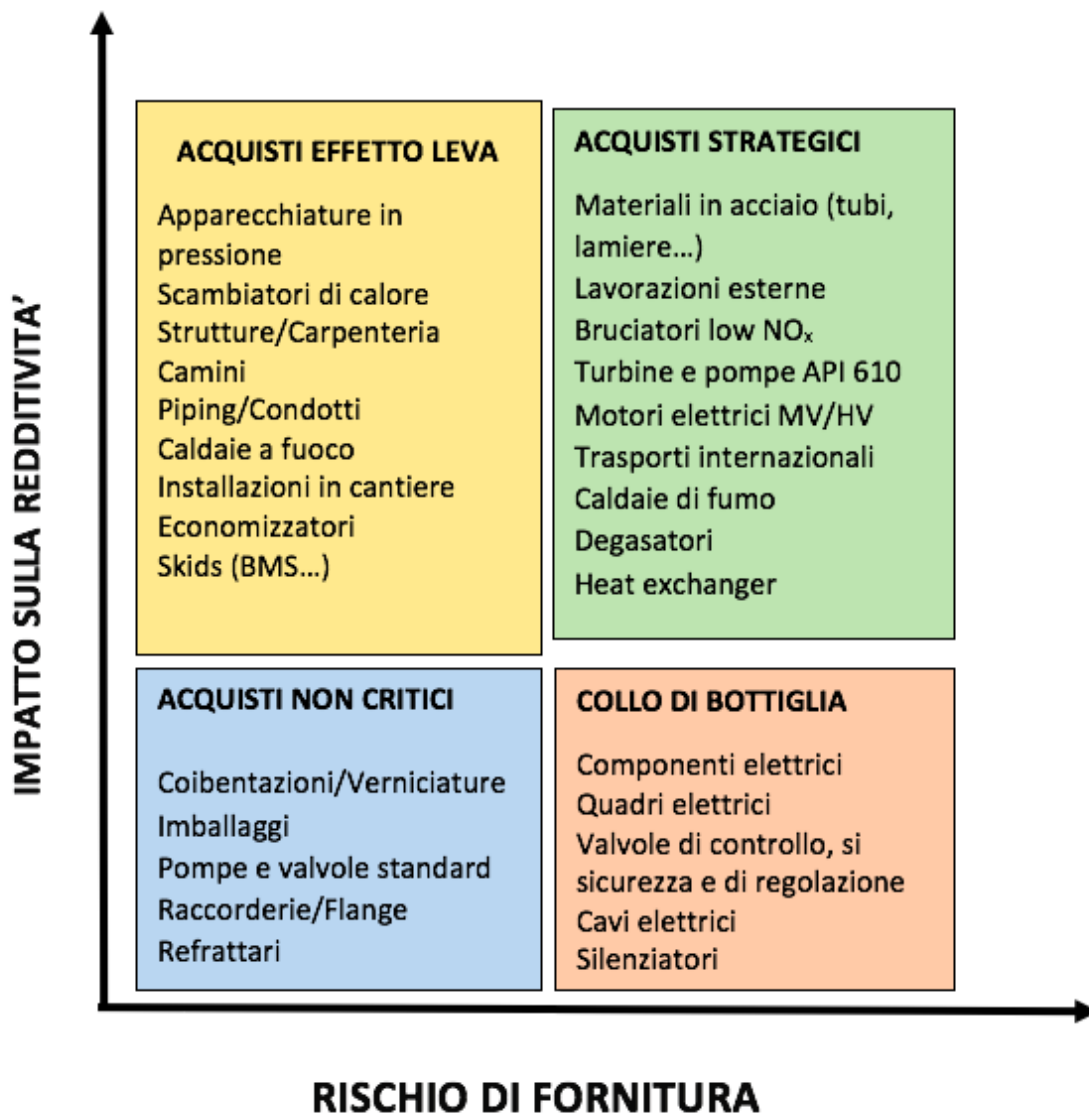 IMPATTO SULLA REDDITIVITA’
ACQUISTI EFFETTO LEVA
Apparecchiature in
pressione
Scambiatori di calore
Strutture/Carpenteria
Camini
Piping/Condotti
Caldaie a fuoco
Installazioni in cantiere
Economizzatori
Skids (BMS…)
ACQUISTI STRATEGICI
Materiali in acciaio (tubi,
lamiere…)
Lavorazioni esterne
Bruciatori low NOₓ
Turbine e pompe API 610
Motori elettrici MV/HV
Trasporti internazionali
Caldaie di fumo
Degasatori
Heat exchanger
ACQUISTI NON CRITICI
Coibentazioni/Verniciature
Imballaggi
Pompe e valvole standard
Raccorderie/Flange
Refrattari
COLLO DI BOTTIGLIA
Componenti elettrici
Quadri elettrici
Valvole di controllo, si
sicurezza e di regolazione
Cavi elettrici
Silenziatori
RISCHIO DI FORNITURA